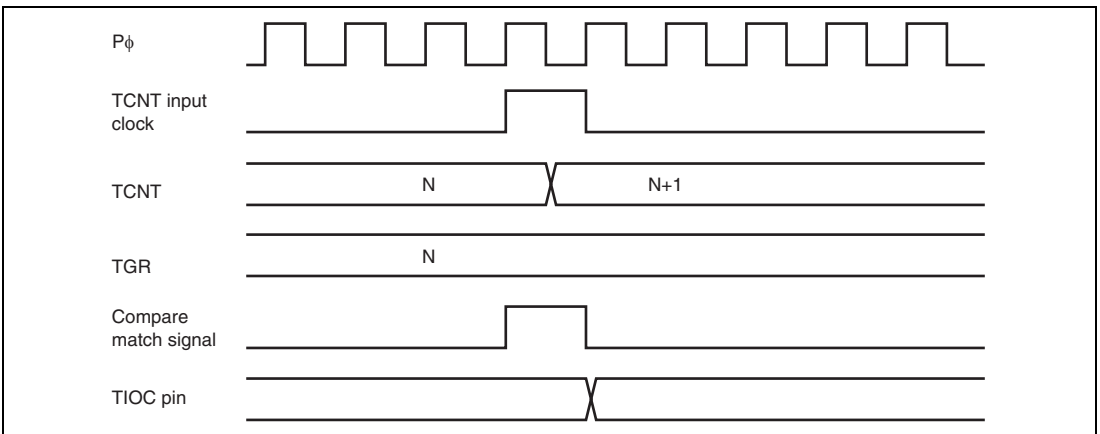 Pϕ
TCNT input
clock
TCNT
N
N+1
TGR
N
Compare
match signal
TIOC pin